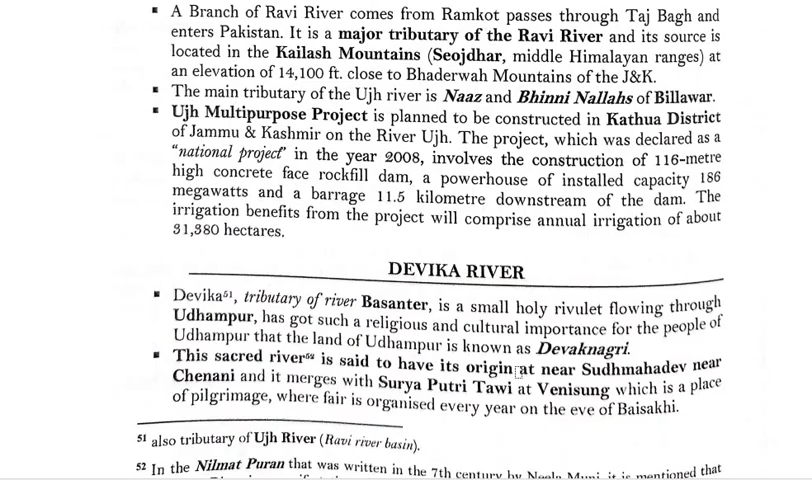 ▪ A Branch of Ravi River comes from Ramkot passes through Taj Bagh and
enters Pakistan. It is a major tributary of the Ravi River and its source is
located in the Kailash Mountains (Seojdhar, middle Himalayan ranges) at
an elevation of 14,100 ft. close to Bhaderwah Mountains of the J&K.
▪ The main tributary of the Ujh river is Naaz and Bhinni Nallahs of Billawar.
▪ Ujh Multipurpose Project is planned to be constructed in Kathua District
of Jammu & Kashmir on the River Ujh. The project, which was declared as a
"national project" in the year 2008, involves the construction of 116-metre
high concrete face rockfill dam, a powerhouse of installed capacity 186
megawatts and a barrage 11.5 kilometre downstream of the dam. The
irrigation benefits from the project will comprise annual irrigation of about
31,380 hectares.
DEVIKA RIVER
▪ Devika⁵¹, tributary of river Basanter, is a small holy rivulet flowing through
Udhampur, has got such a religious and cultural importance for the people of
Udhampur that the land of Udhampur is known as Devaknagri.
▪ This sacred river⁵² is said to have its origin at near Sudhmahadev near
Chenani and it merges with Surya Putri Tawi at Venisung which is a place
of pilgrimage, where fair is organised every year on the eve of Baisakhi.
⁵¹ also tributary of Ujh River (Ravi river basin).
⁵² In the Nilmat Puran that was written in the 7th century by Neela Muni, it is mentioned that